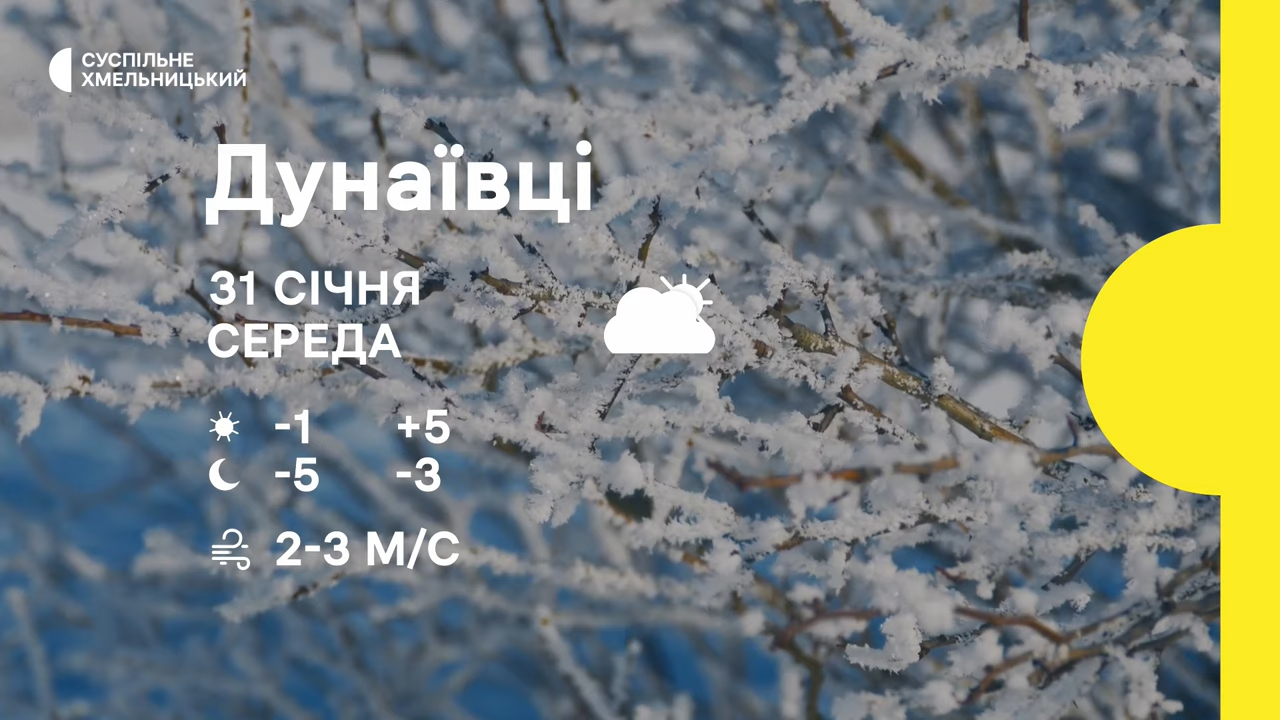 СУСПІЛЬНЕ
ХМЕЛЬНИЦЬКИЙ
Дунаївці
31 СІЧНЯ
СЕРЕДА
-1 +5
-5 -3
2-3 М/С